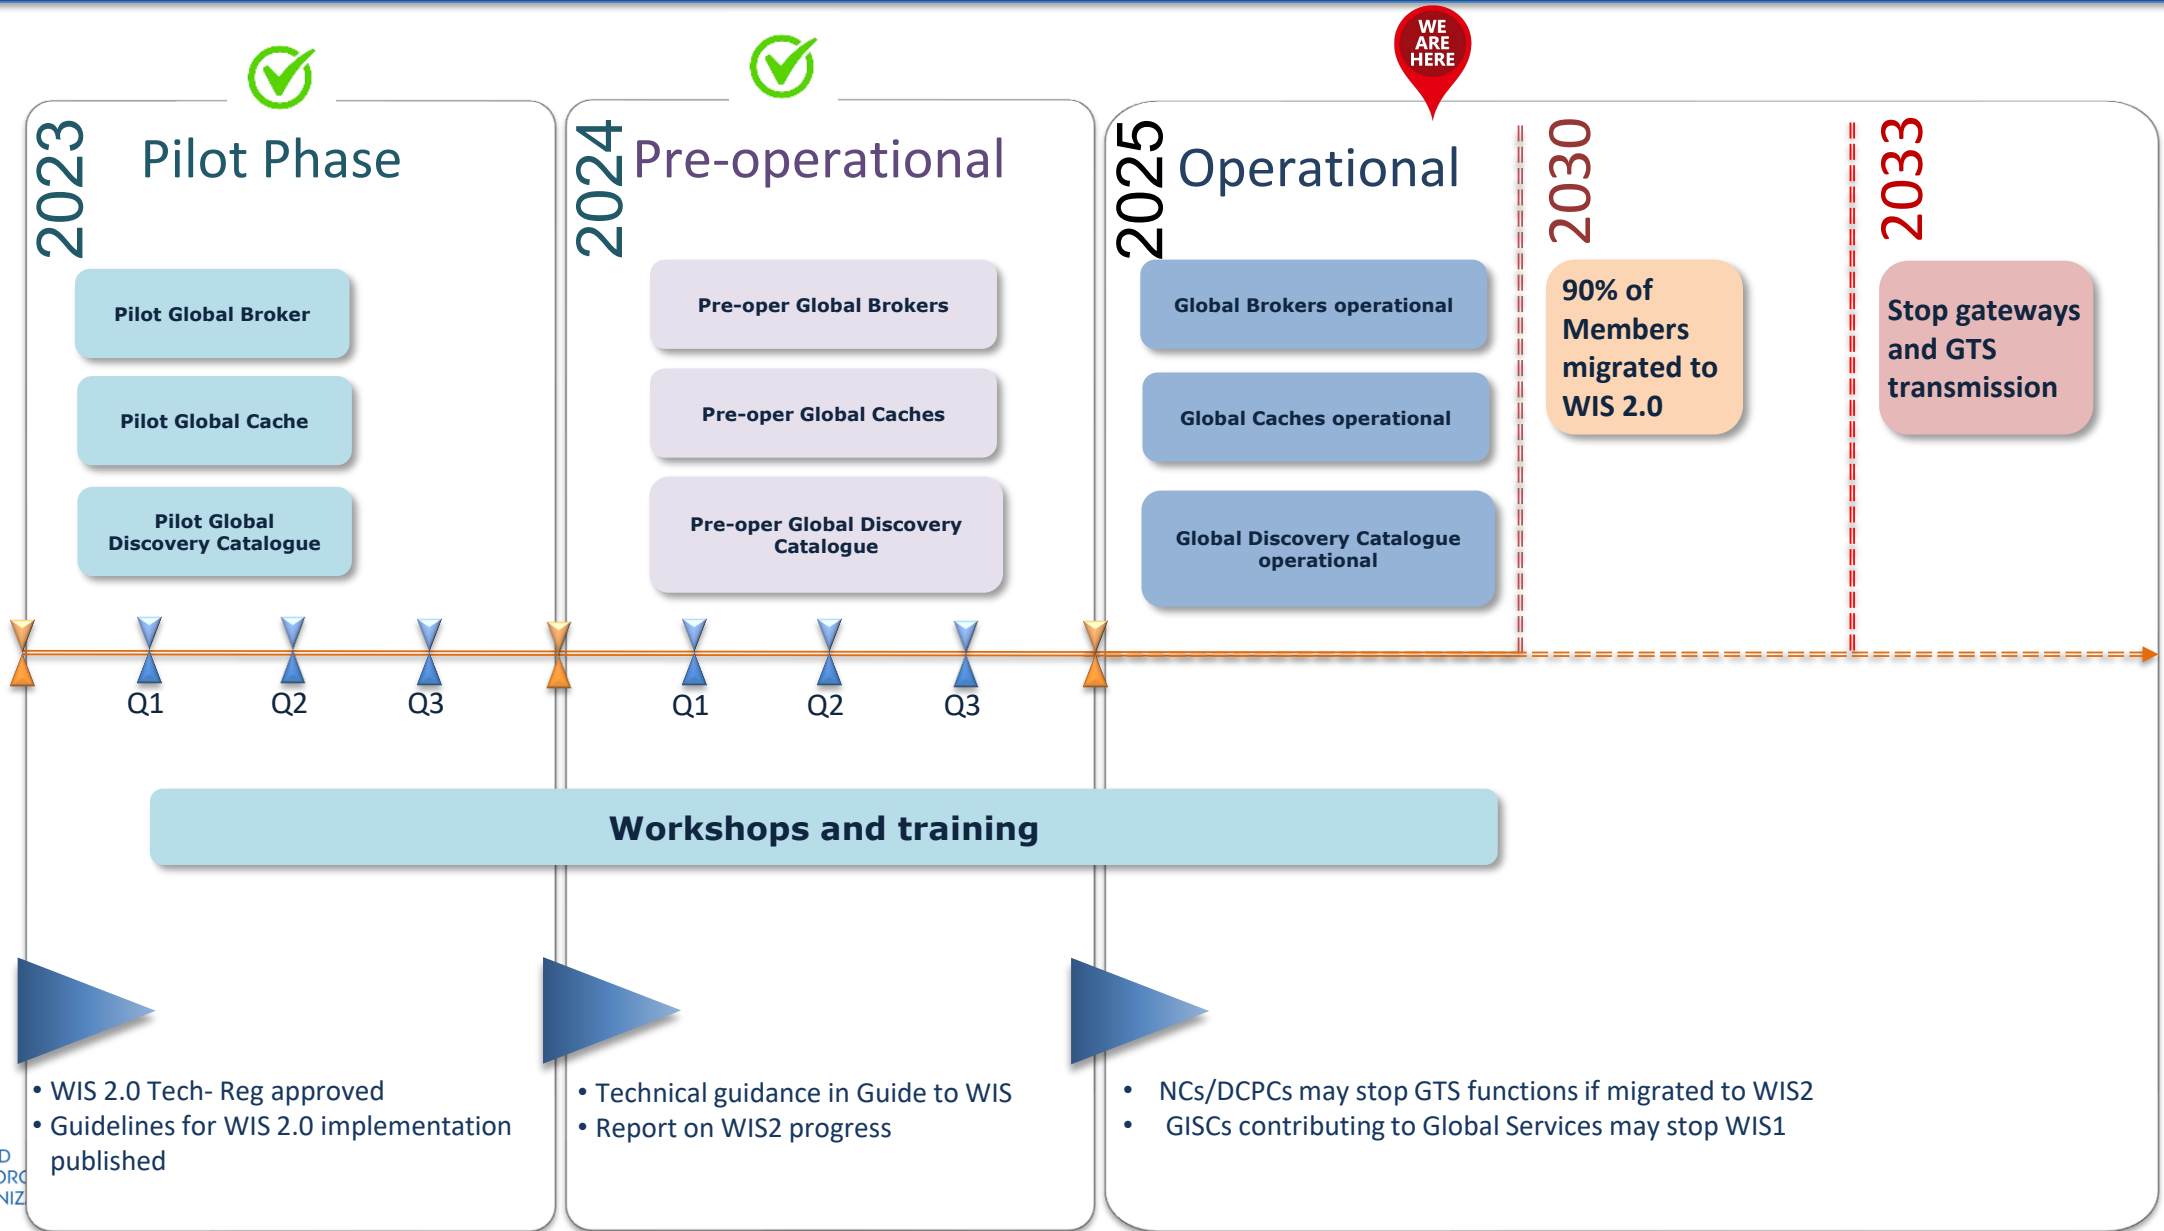 WE
ARE
HERE
2023
Pilot Phase
Pilot Global Broker
Pilot Global Cache
Pilot Global
Discovery Catalogue
2024
Pre-operational
Pre-oper Global Brokers
Pre-oper Global Caches
Pre-oper Global Discovery
Catalogue
2025
Operational
Global Brokers operational
Global Caches operational
Global Discovery Catalogue
operational
2030
90% of
Members
migrated to
WIS 2.0
2033
Stop gateways
and GTS
transmission
Q1
Q2
Q3
Q1
Q2
Q3
Workshops and training
• WIS 2.0 Tech- Reg approved
• Guidelines for WIS 2.0 implementation
published
• Technical guidance in Guide to WIS
• Report on WIS2 progress
• NCs/DCPCs may stop GTS functions if migrated to WIS2
• GISCs contributing to Global Services may stop WIS1